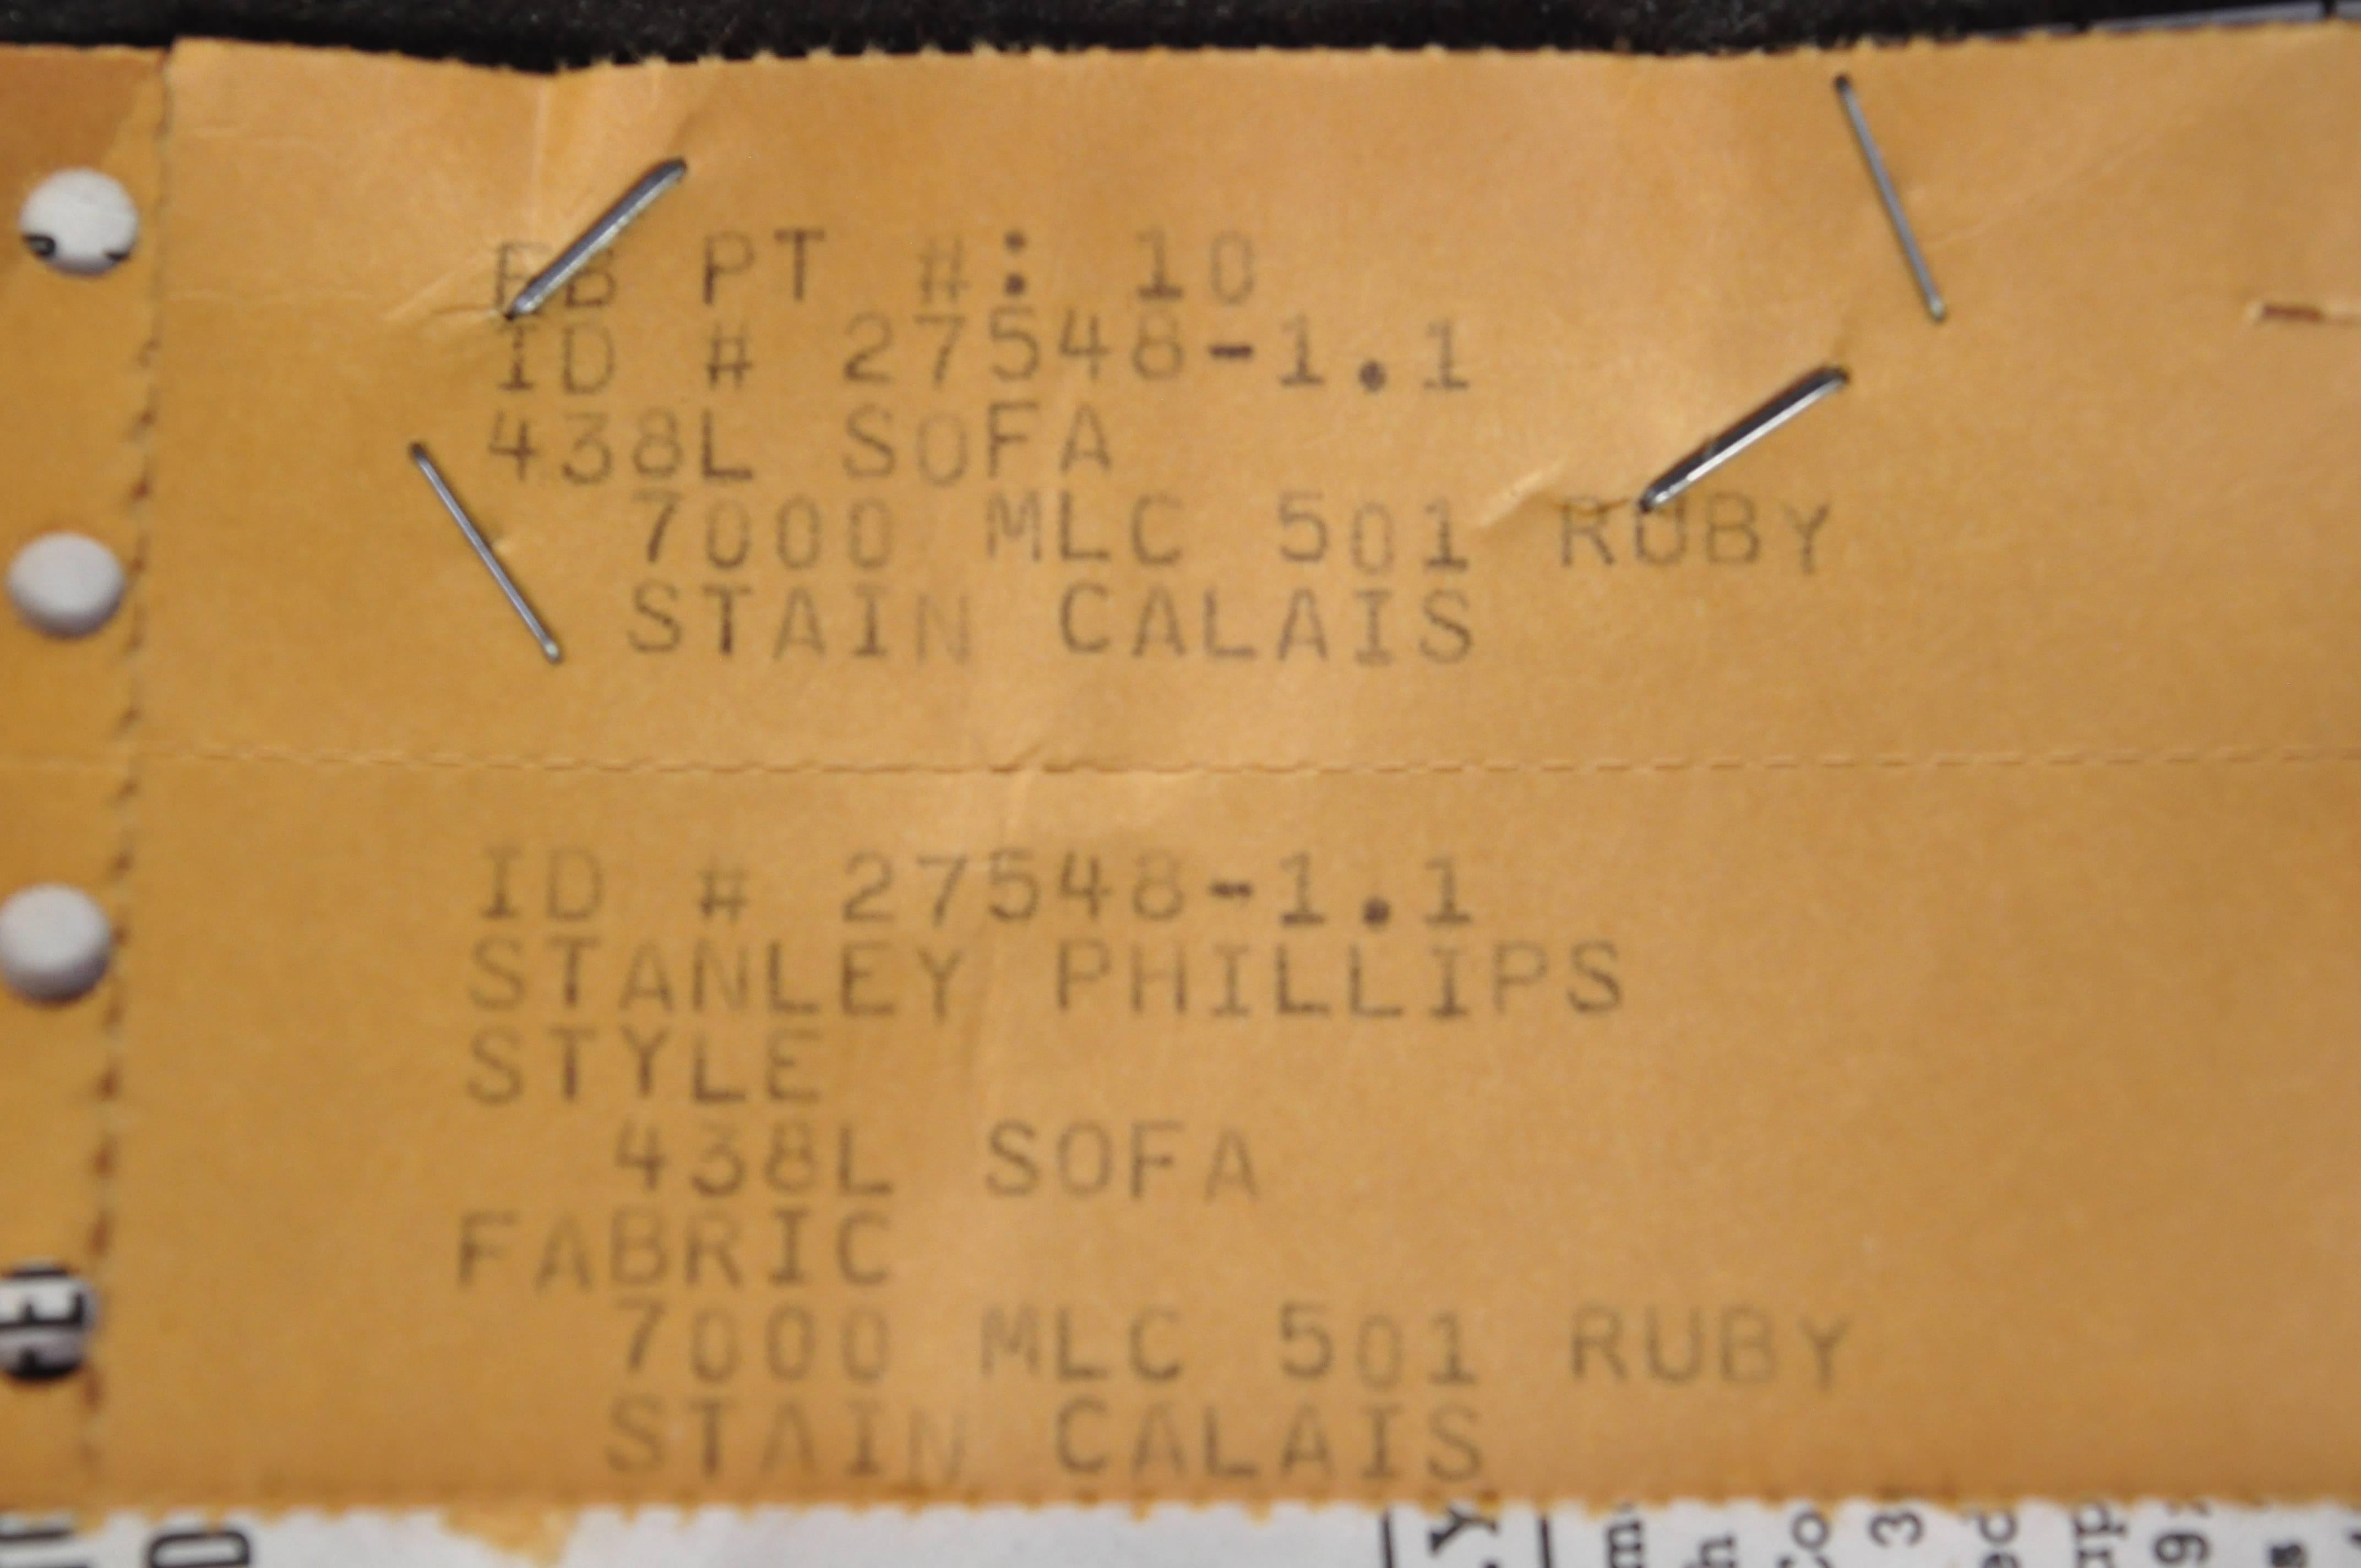 PT #: 10
ID # 27548-1.1
438L SOFA
7000 MLC 501 RUBY
STAIN CALAIS
ID # 27548-1.1
STANLEY PHILLIPS
STYLE
438L SOFA
FABRIC
7000 MLC 501 RUBY
STAIN CALAIS